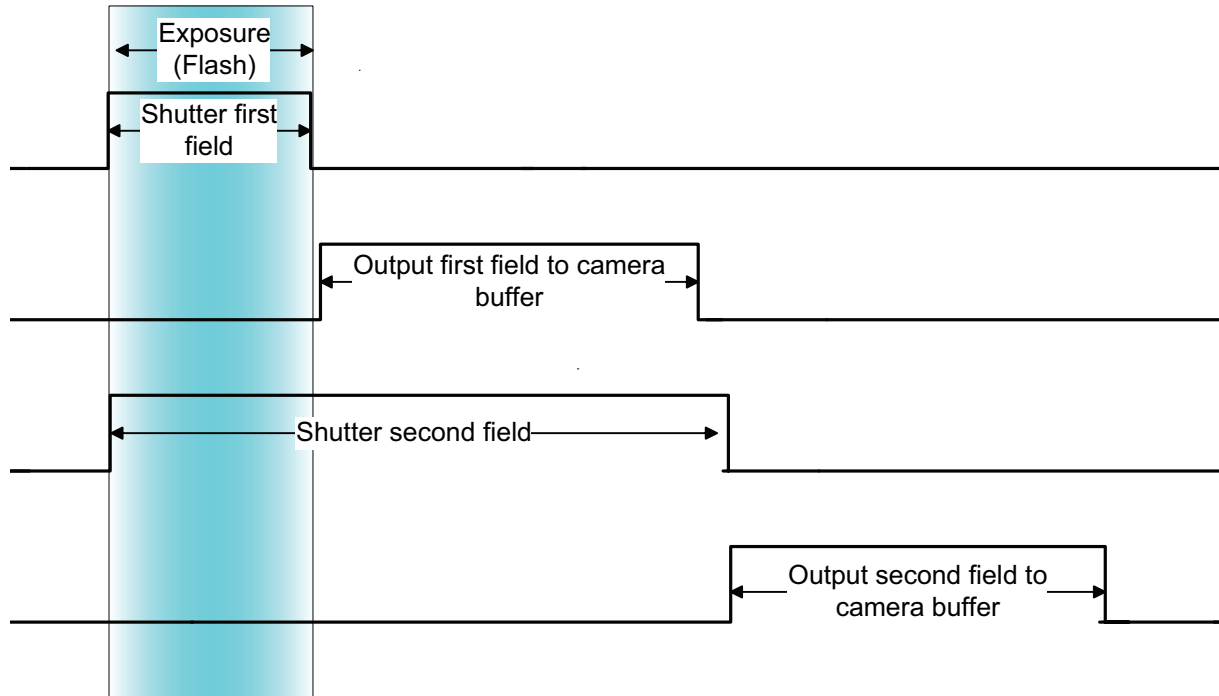 Exposure
(Flash)
Shutter first
field
Output first field to camera
buffer
Shutter second field
Output second field to
camera buffer